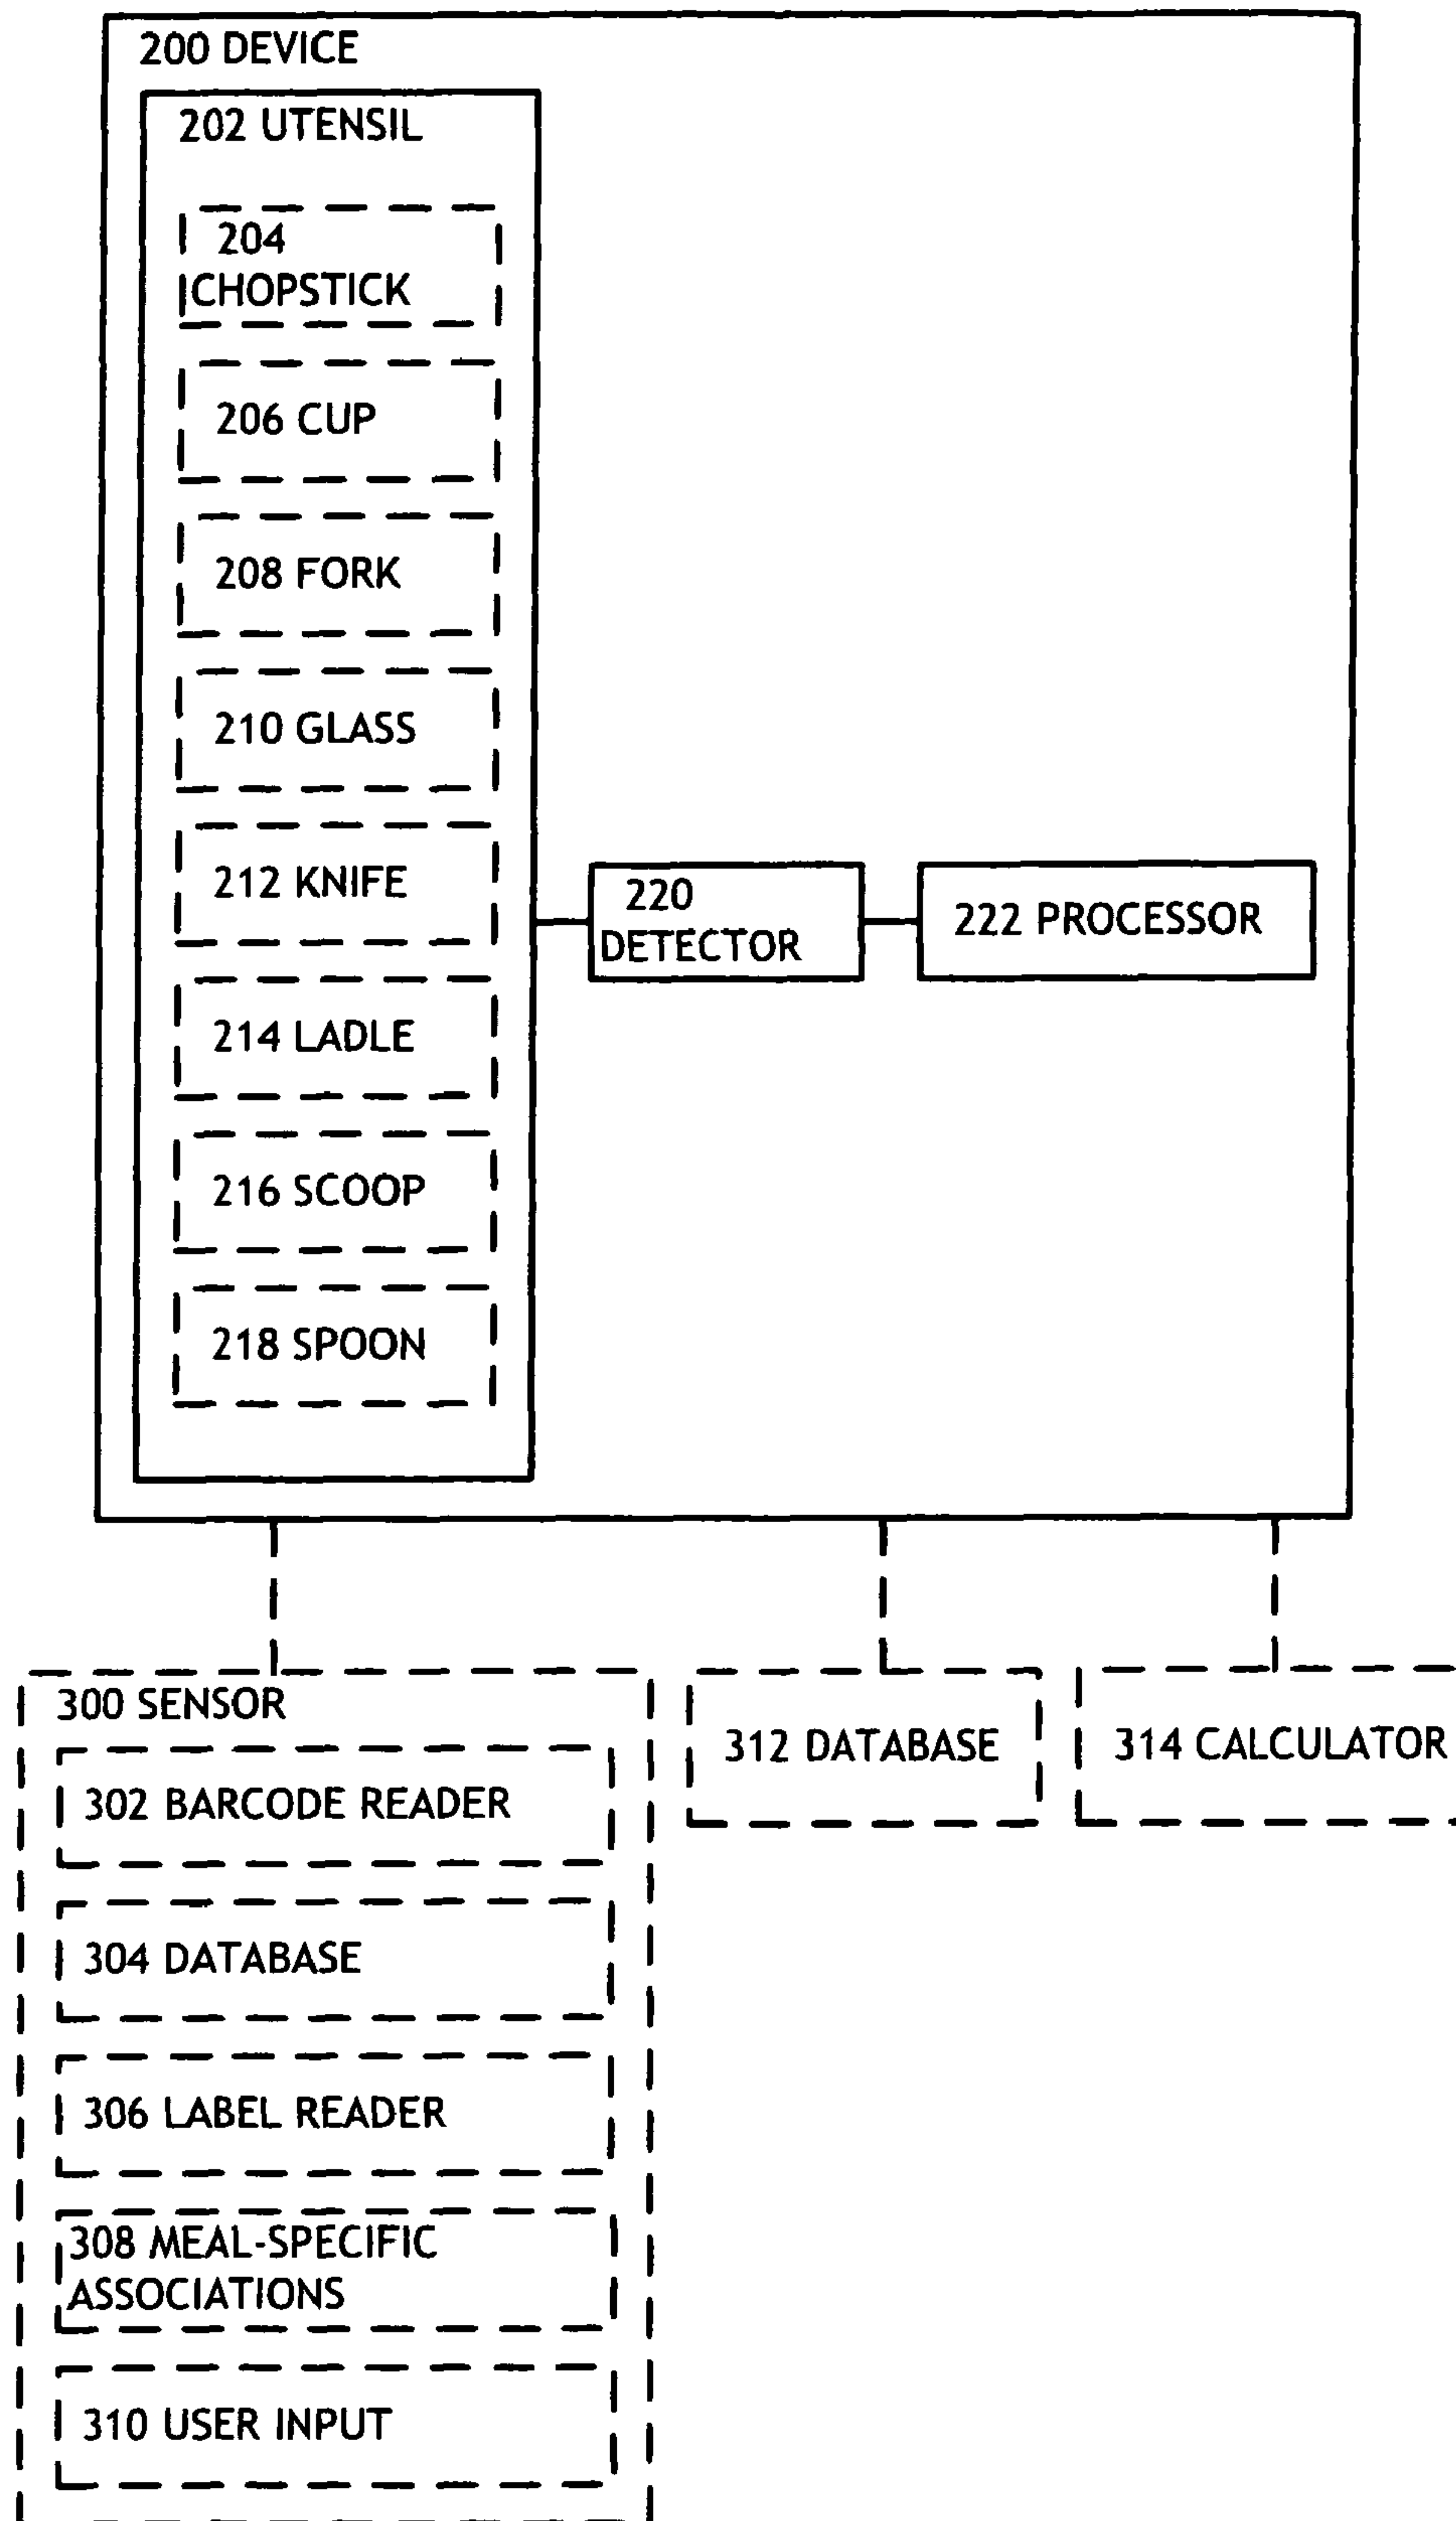 200 DEVICE
202 UTENSIL
204
CHOPSTICK
206 CUP
208 FORK
210 GLASS
212 KNIFE
214 LADLE
216 SCOOP
218 SPOON
220
DETECTOR
222 PROCESSOR
300 SENSOR
302 BARCODE READER
304 DATABASE
306 LABEL READER
308 MEAL-SPECIFIC
ASSOCIATIONS
310 USER INPUT
312 DATABASE
314 CALCULATOR